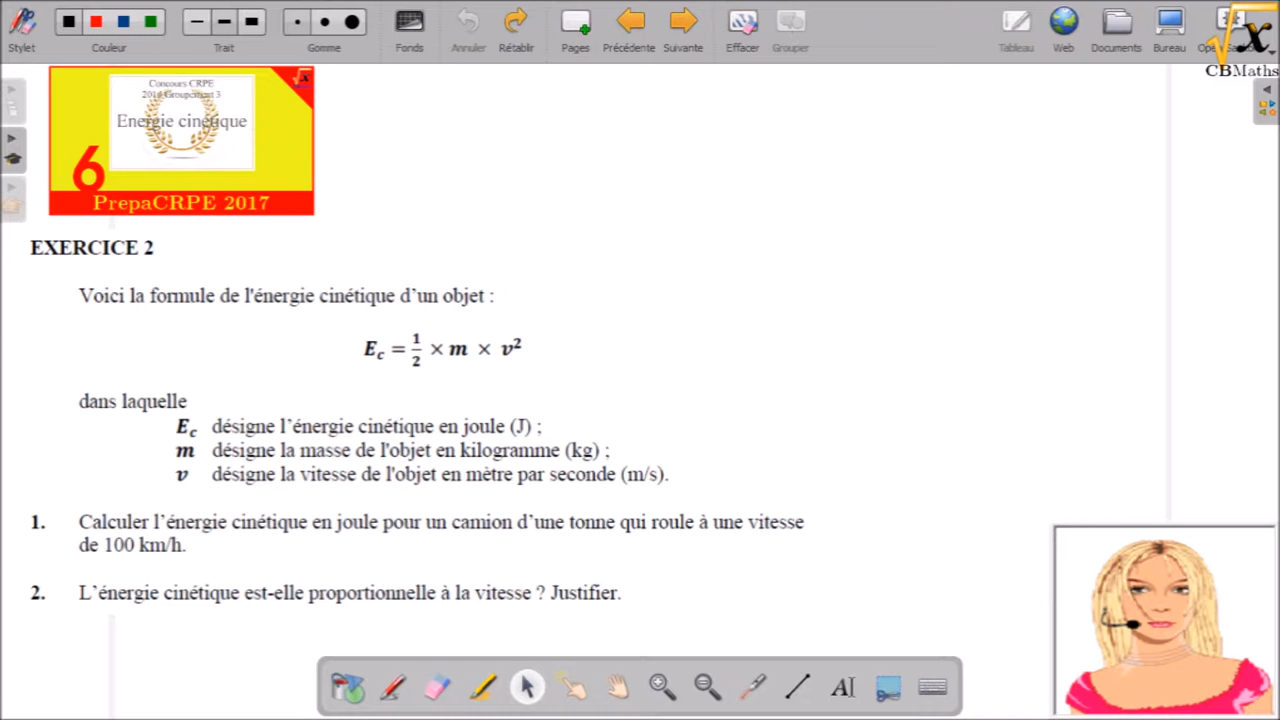 Stylet
Couleur
Trait
Gomme
Fonds
Annuler
Rétablir
Pages
Précédente
Suivante
Effacer
Grouper
Tableau
Web
Documents
Bureau
CBMaths
Concours CRPE
2016 Groupement 3
Energie cinétique
6
PrepaCRPE 2017
EXERCICE 2
Voici la formule de l'énergie cinétique d’un objet :
E_c = 1/2 × m × v²
dans laquelle
E_c désigne l’énergie cinétique en joule (J) ;
m désigne la masse de l'objet en kilogramme (kg) ;
v désigne la vitesse de l'objet en mètre par seconde (m/s).
1. Calculer l’énergie cinétique en joule pour un camion d’une tonne qui roule à une vitesse
de 100 km/h.
2. L’énergie cinétique est-elle proportionnelle à la vitesse ? Justifier.